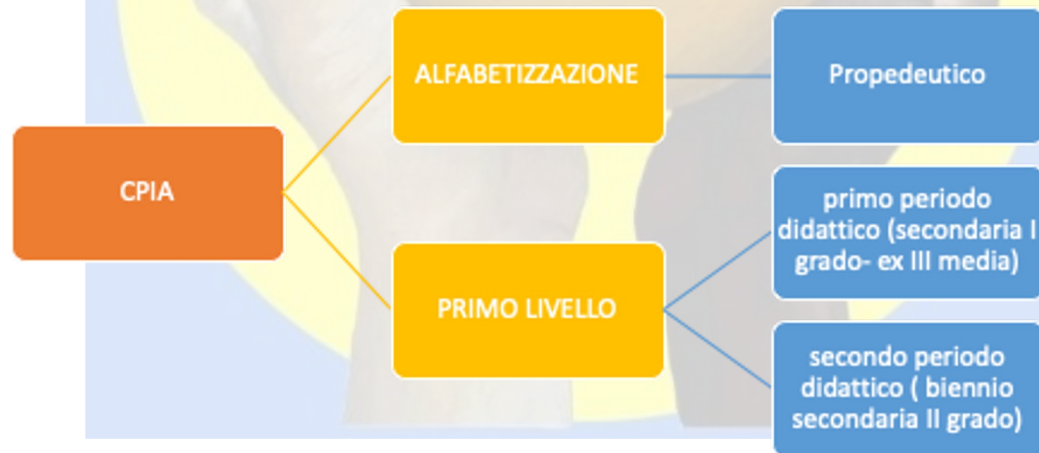 CPIA
ALFABETIZZAZIONE
Propedeutico
PRIMO LIVELLO
primo periodo
didattico (secondaria I
grado- ex III media)
secondo periodo
didattico ( biennio
secondaria II grado)